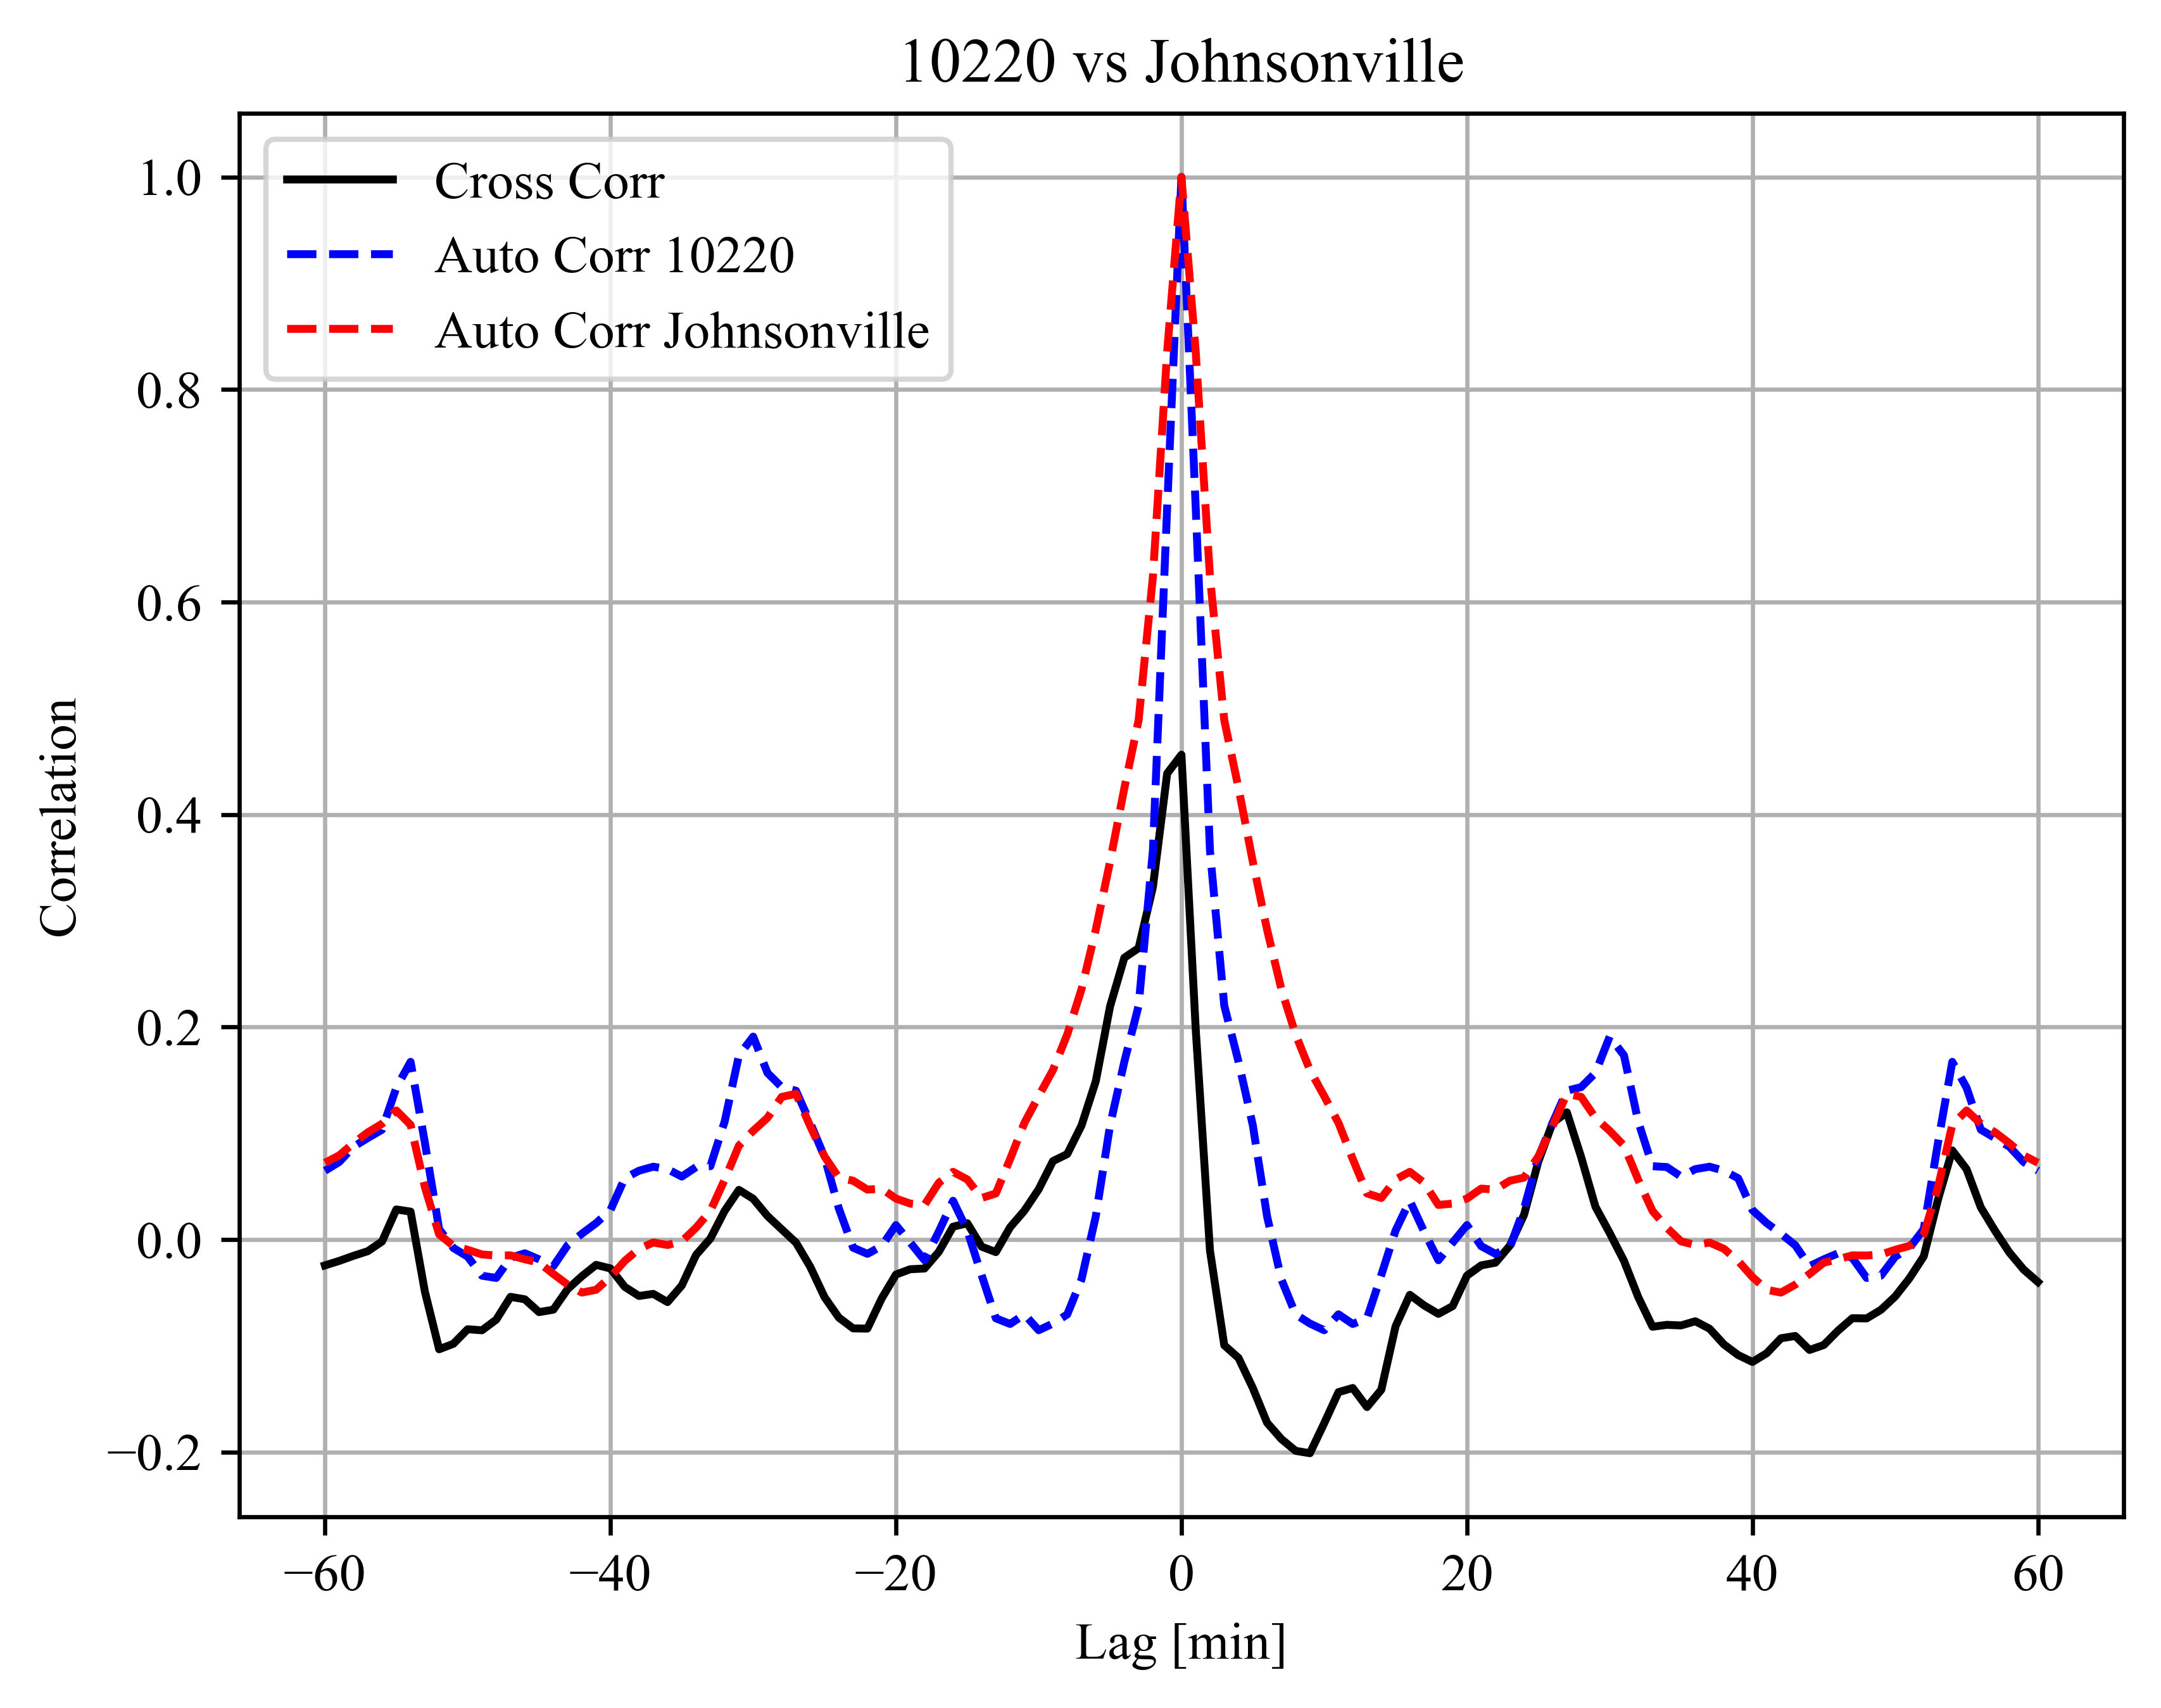 10220 vs Johnsonville
Cross Corr
Auto Corr 10220
Auto Corr Johnsonville
1.0
0.8
0.6
0.4
0.2
0.0
−0.2
Correlation
−60
−40
−20
0
20
40
60
Lag [min]